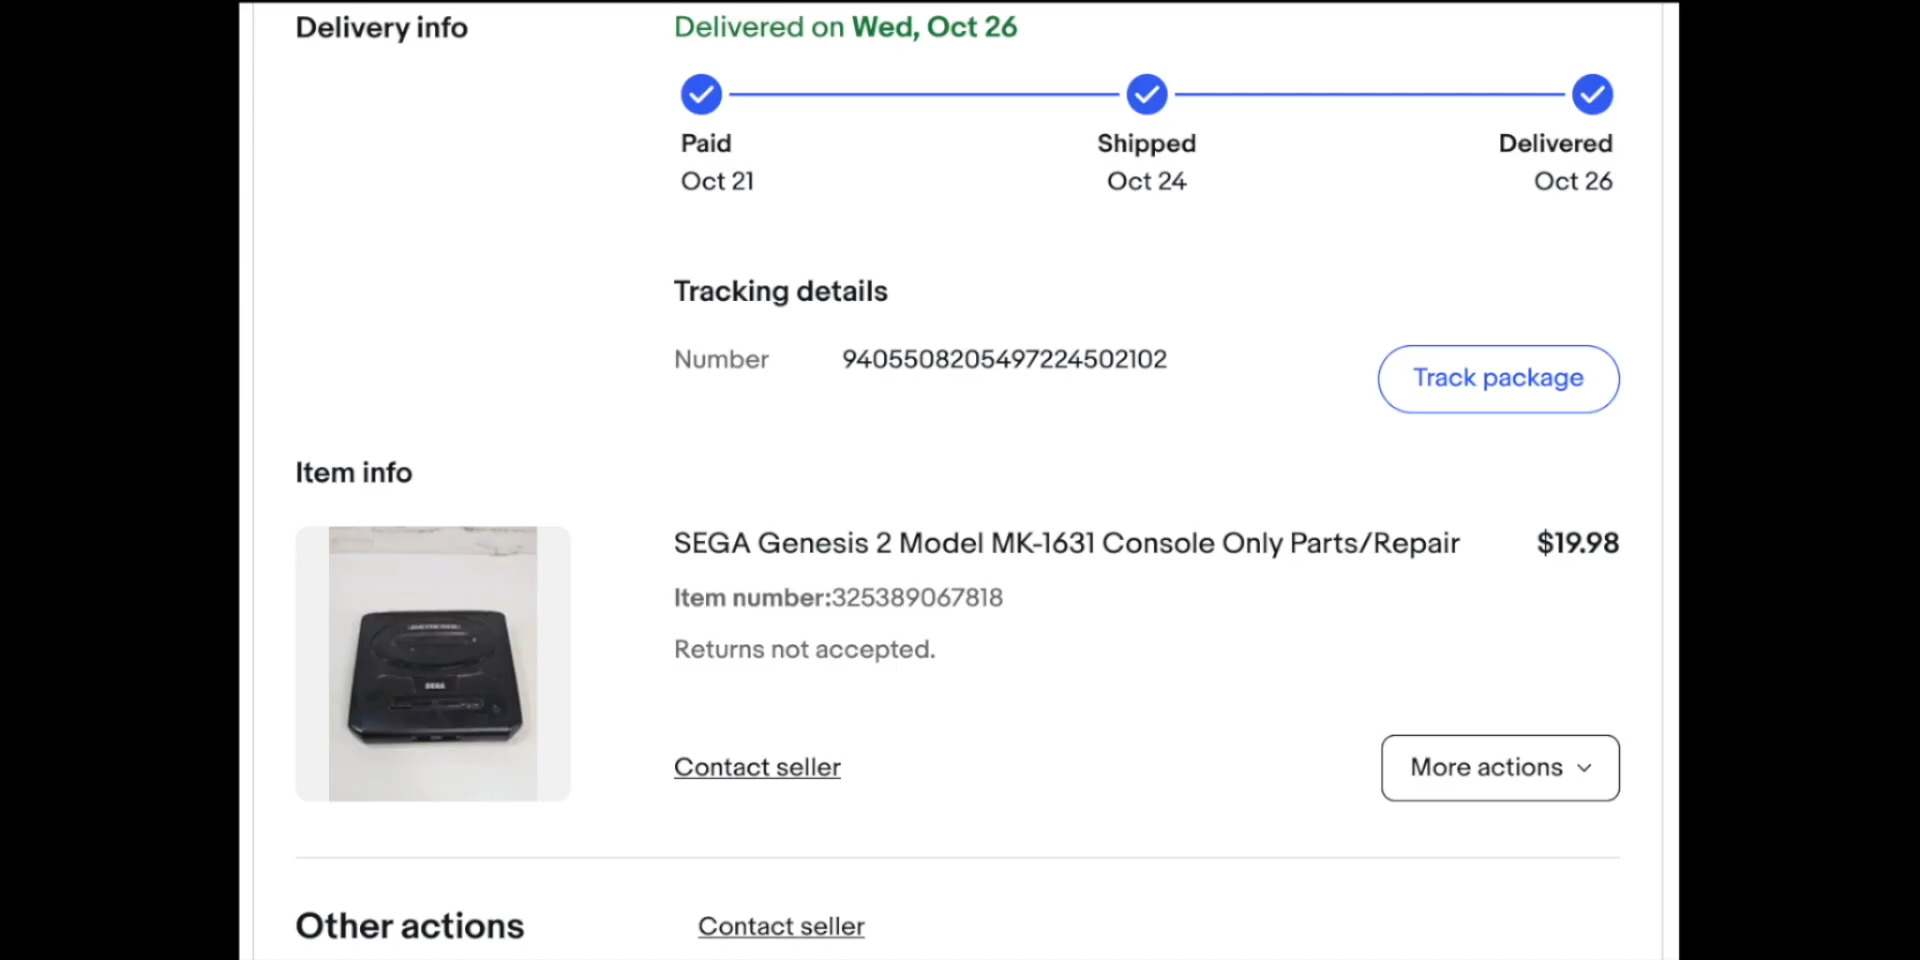 Delivery info
Delivered on Wed, Oct 26
Paid
Shipped
Delivered
Oct 21
Oct 24
Oct 26
Tracking details
Number 9405508205497224502102
Track package
Item info
SEGA Genesis 2 Model MK-1631 Console Only Parts/Repair $19.98
Item number:325389067818
Returns not accepted.
SEGA
Contact seller
More actions
Other actions
Contact seller